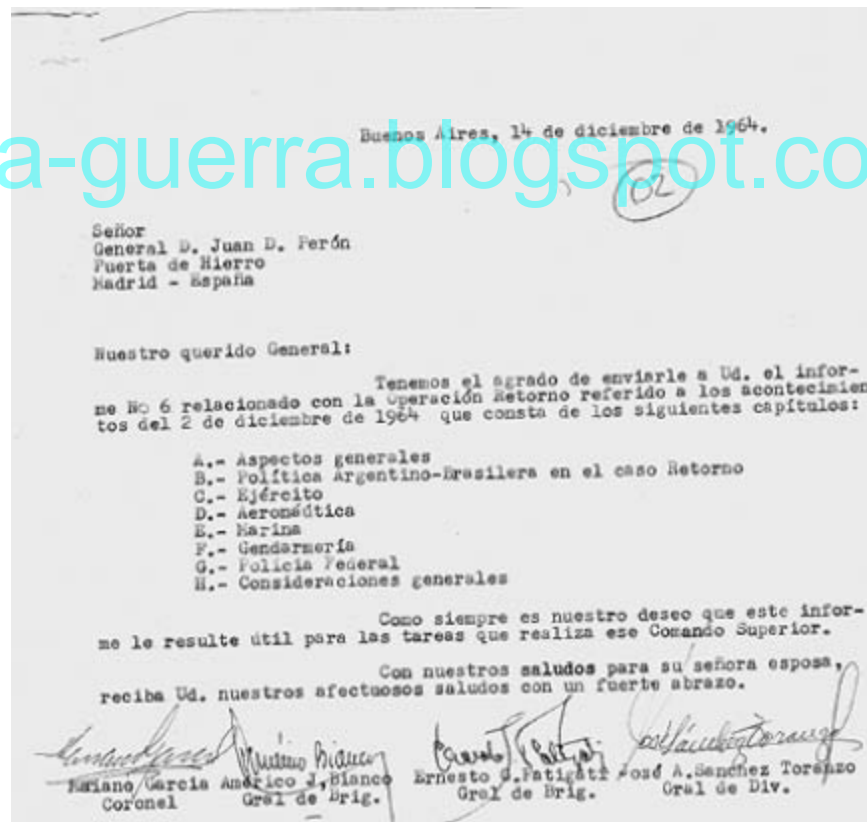 Buenos Aires, 14 de diciembre de 1964.
a-guerra.blogspot.co
02
Señor
General D. Juan D. Perón
Puerta de Hierro
Madrid - España
Nuestro querido General:
Tenemos el agrado de enviarle a Ud. el infor-
me No 6 relacionado con la Operación Retorno referido a los acontecimien
tos del 2 de diciembre de 1964 que consta de los siguientes capítulos:
A.- Aspectos generales
B.- Política Argentino-Brasilera en el caso Retorno
C.- Ejército
D.- Aeronáutica
E.- Marina
F.- Gendarmería
G.- Policía Federal
H.- Consideraciones generales
Como siempre es nuestro deseo que este infor-
me le resulte útil para las tareas que realiza ese Comando Superior.
Con nuestros saludos para su señora esposa,
reciba Ud. nuestros afectuosos saludos con un fuerte abrazo.
Mariano García Américo J. Bianco Ernesto Fatigati José A. Sanchez Toranzo
Coronel Gral de Brig. Gral de Brig. Gral de Div.